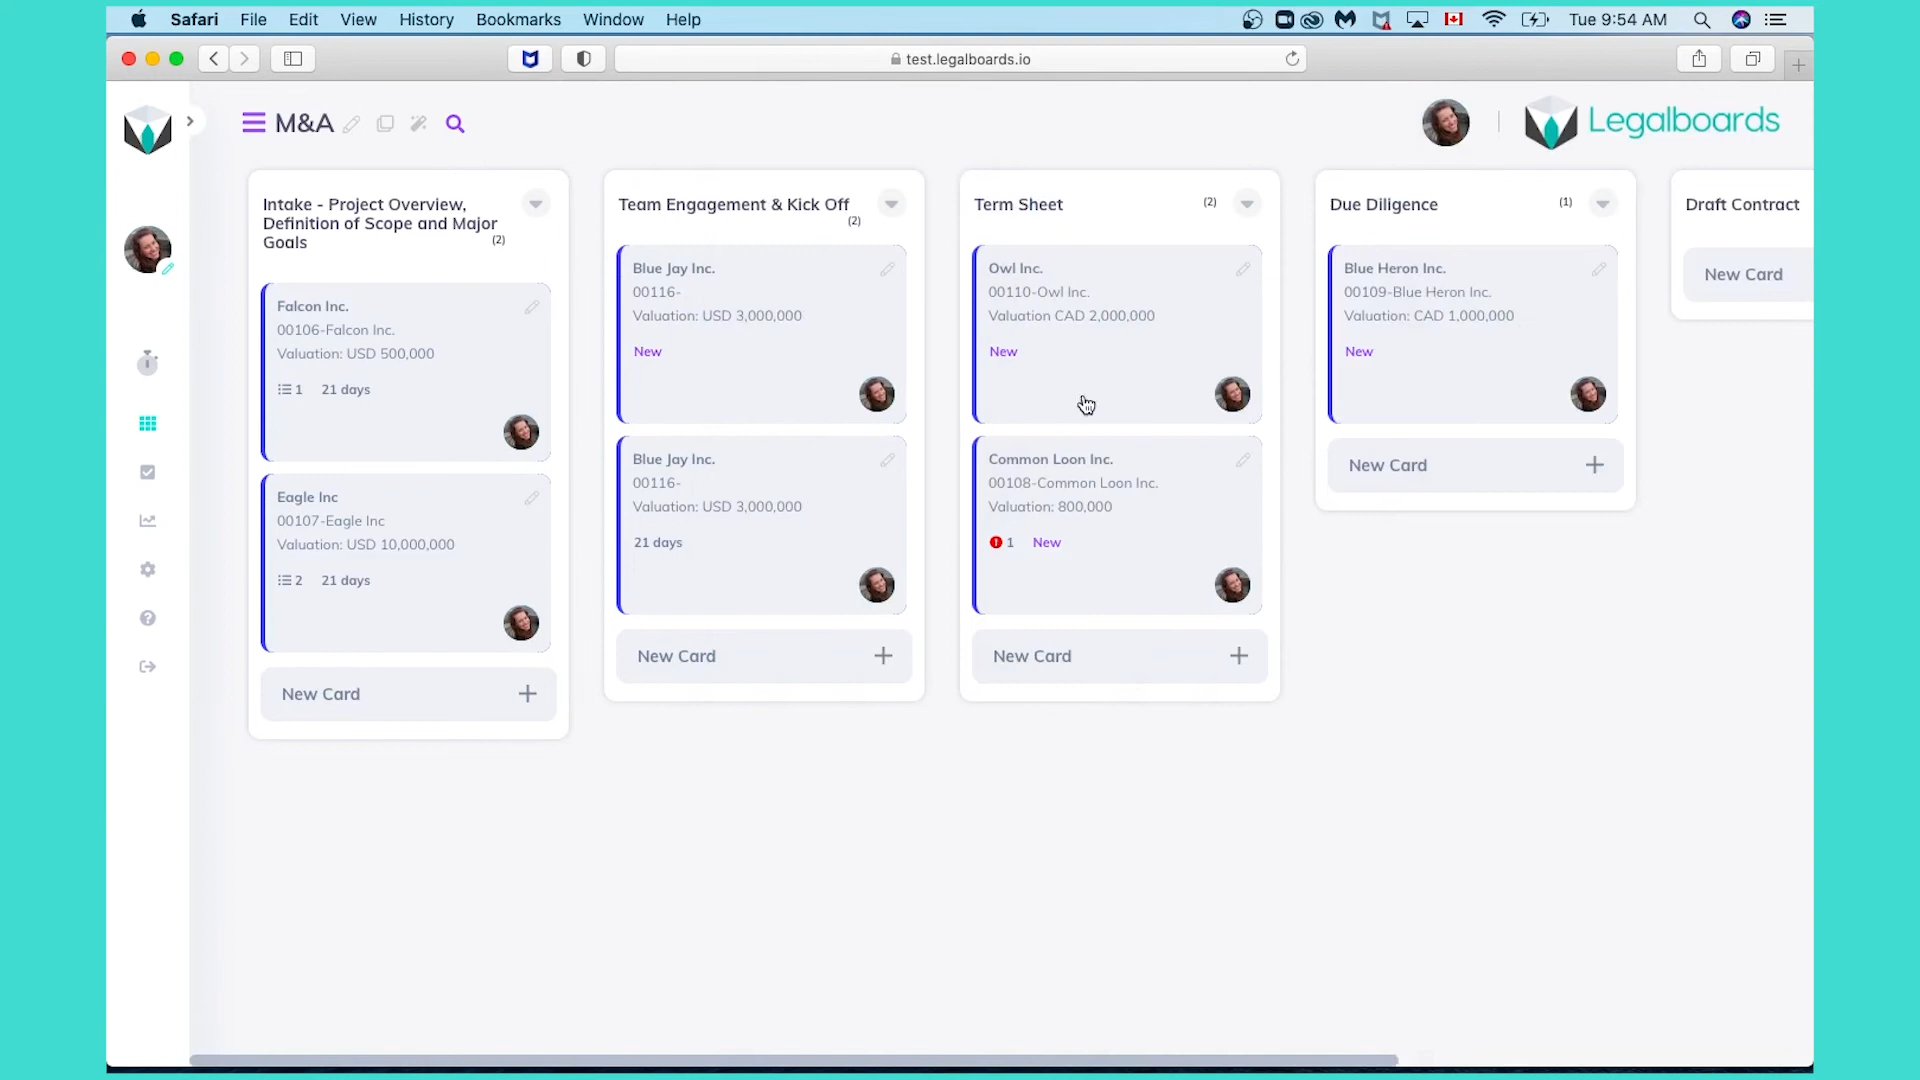 Safari File Edit View History Bookmarks Window Help Tue 9:54 AM
test.legalboards.io
M&A
Legalboards
Intake - Project Overview,
Definition of Scope and Major
Goals (2)
Falcon Inc.
00106-Falcon Inc.
Valuation: USD 500,000
1 21 days
Eagle Inc
00107-Eagle Inc
Valuation: USD 10,000,000
2 21 days
New Card +
Team Engagement & Kick Off
(2)
Blue Jay Inc.
00116-
Valuation: USD 3,000,000
New
Blue Jay Inc.
00116-
Valuation: USD 3,000,000
21 days
New Card +
Term Sheet (2)
Owl Inc.
00110-Owl Inc.
Valuation CAD 2,000,000
New
Common Loon Inc.
00108-Common Loon Inc.
Valuation: 800,000
1 New
New Card +
Due Diligence (1)
Blue Heron Inc.
00109-Blue Heron Inc.
Valuation: CAD 1,000,000
New
New Card +
Draft Contract
New Card